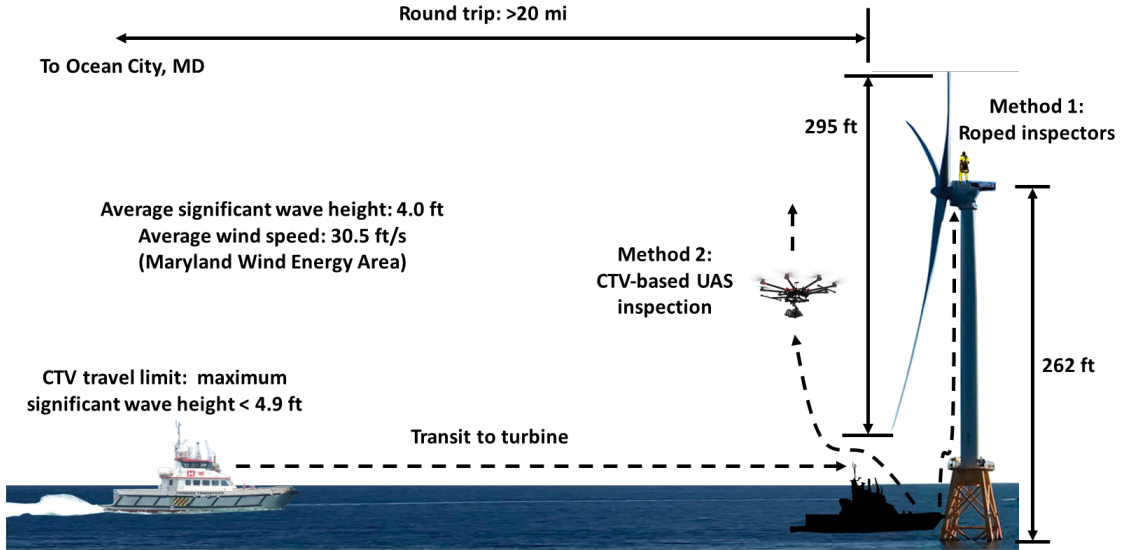 Round trip: >20 mi
To Ocean City, MD
295 ft
Method 1:
Roped inspectors
Average significant wave height: 4.0 ft
Average wind speed: 30.5 ft/s
(Maryland Wind Energy Area)
Method 2:
CTV-based UAS
inspection
262 ft
CTV travel limit:  maximum
significant wave height < 4.9 ft
Transit to turbine